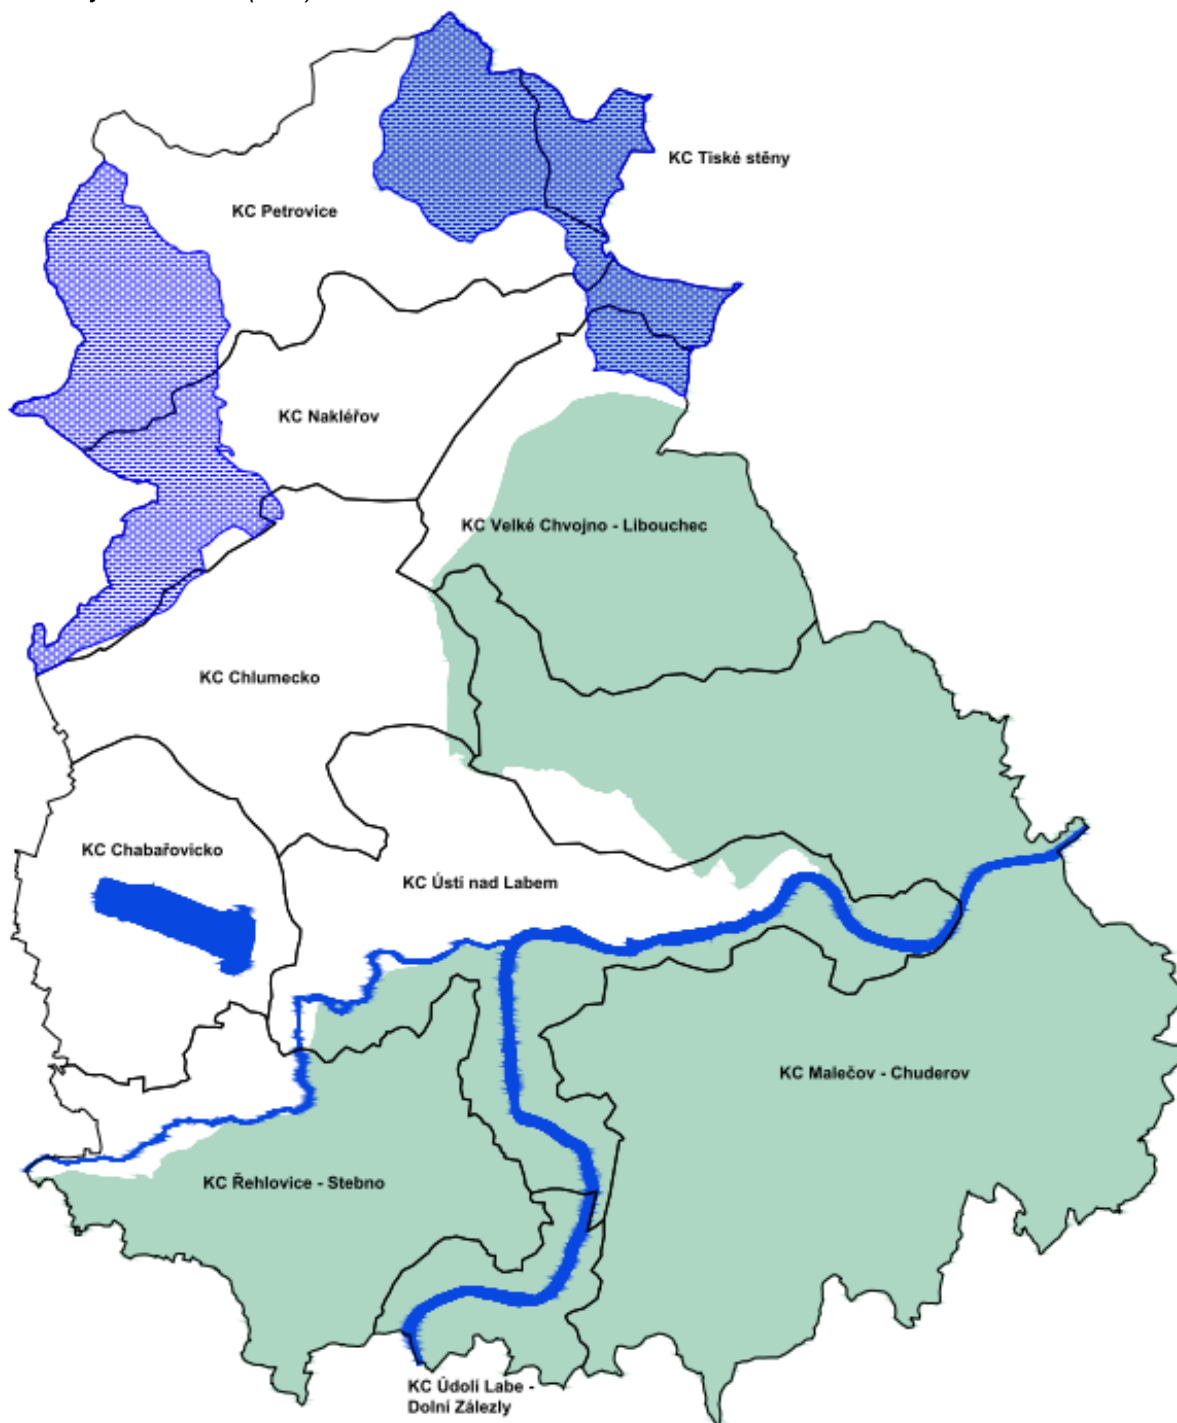 KC Tiské stěny
KC Petrovice
KC Nakléřov
KC Velké Chvojno - Libouchec
KC Chlumecko
KC Chabařovicko
KC Ústí nad Labem
KC Malečov - Chuderov
KC Řehlovice - Stebno
KC Údolí Labe -
Dolní Zálezly